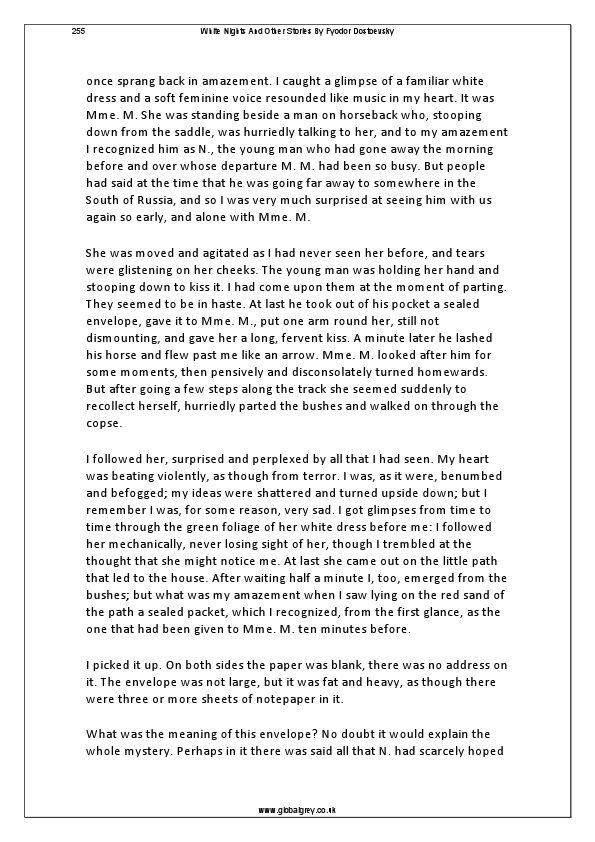 255 White Nights And Other Stories By Fyodor Dostoevsky
once sprang back in amazement. I caught a glimpse of a familiar white
dress and a soft feminine voice resounded like music in my heart. It was
Mme. M. She was standing beside a man on horseback who, stooping
down from the saddle, was hurriedly talking to her, and to my amazement
I recognized him as N., the young man who had gone away the morning
before and over whose departure M. M. had been so busy. But people
had said at the time that he was going far away to somewhere in the
South of Russia, and so I was very much surprised at seeing him with us
again so early, and alone with Mme. M.
She was moved and agitated as I had never seen her before, and tears
were glistening on her cheeks. The young man was holding her hand and
stooping down to kiss it. I had come upon them at the moment of parting.
They seemed to be in haste. At last he took out of his pocket a sealed
envelope, gave it to Mme. M., put one arm round her, still not
dismounting, and gave her a long, fervent kiss. A minute later he lashed
his horse and flew past me like an arrow. Mme. M. looked after him for
some moments, then pensively and disconsolately turned homewards.
But after going a few steps along the track she seemed suddenly to
recollect herself, hurriedly parted the bushes and walked on through the
copse.
I followed her, surprised and perplexed by all that I had seen. My heart
was beating violently, as though from terror. I was, as it were, benumbed
and befogged; my ideas were shattered and turned upside down; but I
remember I was, for some reason, very sad. I got glimpses from time to
time through the green foliage of her white dress before me: I followed
her mechanically, never losing sight of her, though I trembled at the
thought that she might notice me. At last she came out on the little path
that led to the house. After waiting half a minute I, too, emerged from the
bushes; but what was my amazement when I saw lying on the red sand of
the path a sealed packet, which I recognized, from the first glance, as the
one that had been given to Mme. M. ten minutes before.
I picked it up. On both sides the paper was blank, there was no address on
it. The envelope was not large, but it was fat and heavy, as though there
were three or more sheets of notepaper in it.
What was the meaning of this envelope? No doubt it would explain the
whole mystery. Perhaps in it there was said all that N. had scarcely hoped
www.globalgrey.co.uk